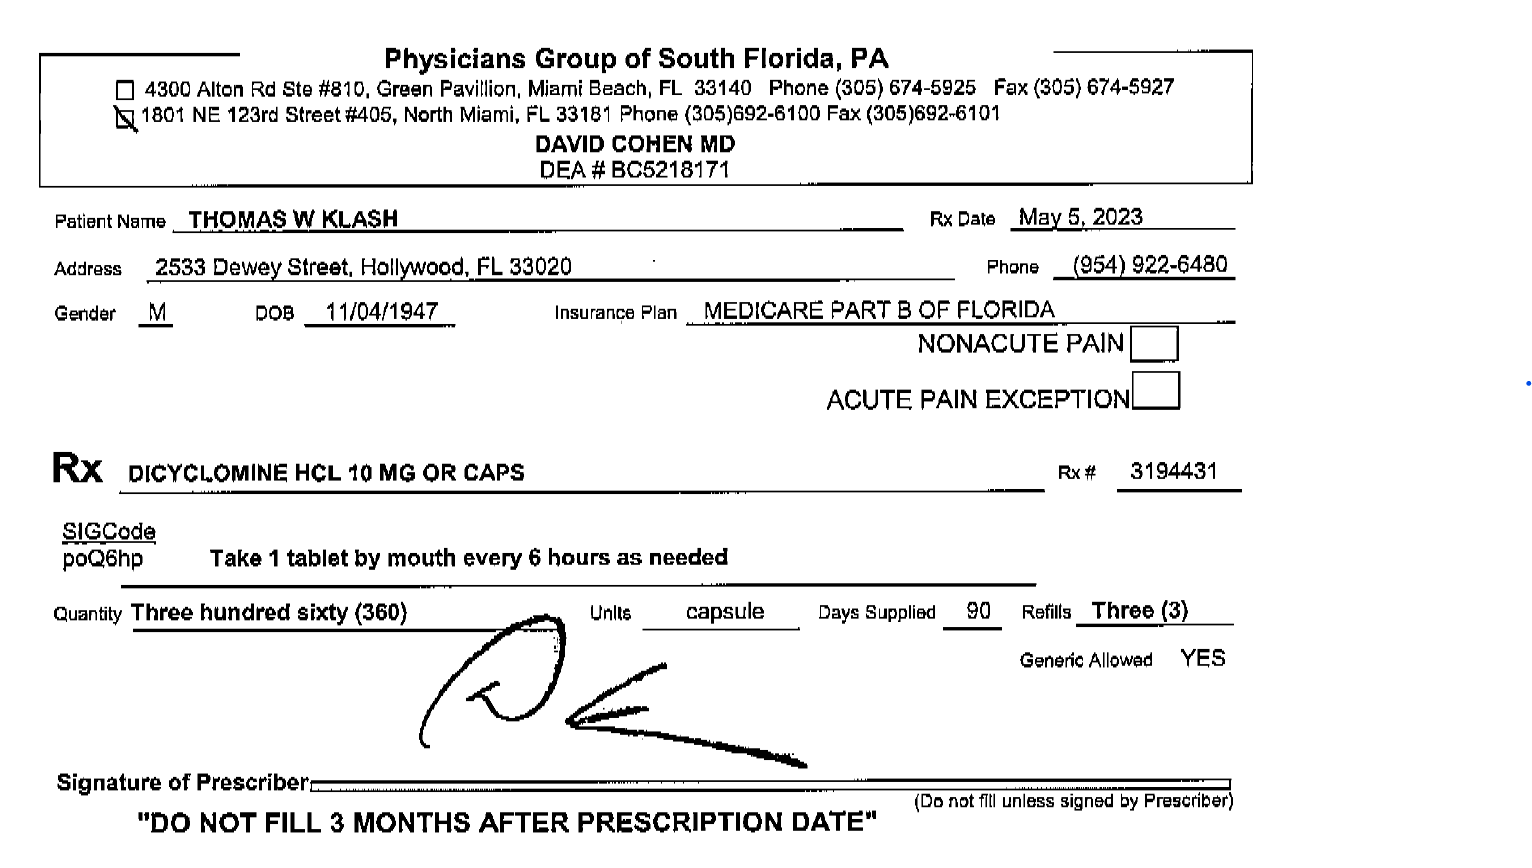 Physicians Group of South Florida, PA
4300 Alton Rd Ste #810, Green Pavillion, Miami Beach, FL 33140 Phone (305) 674-5925 Fax (305) 674-5927
1801 NE 123rd Street #405, North Miami, FL 33181 Phone (305)692-6100 Fax (305)692-6101
DAVID COHEN MD
DEA # BC5218171
Patient Name THOMAS W KLASH Rx Date May 5, 2023
Address 2533 Dewey Street, Hollywood, FL 33020 Phone (954) 922-6480
Gender M DOB 11/04/1947 Insurance Plan MEDICARE PART B OF FLORIDA
NONACUTE PAIN
ACUTE PAIN EXCEPTION
Rx DICYCLOMINE HCL 10 MG OR CAPS Rx # 3194431
SIGCode
poQ6hp Take 1 tablet by mouth every 6 hours as needed
Quantity Three hundred sixty (360) Units capsule Days Supplied 90 Refills Three (3)
Generic Allowed YES
Signature of Prescriber
(Do not fill unless signed by Prescriber)
"DO NOT FILL 3 MONTHS AFTER PRESCRIPTION DATE"